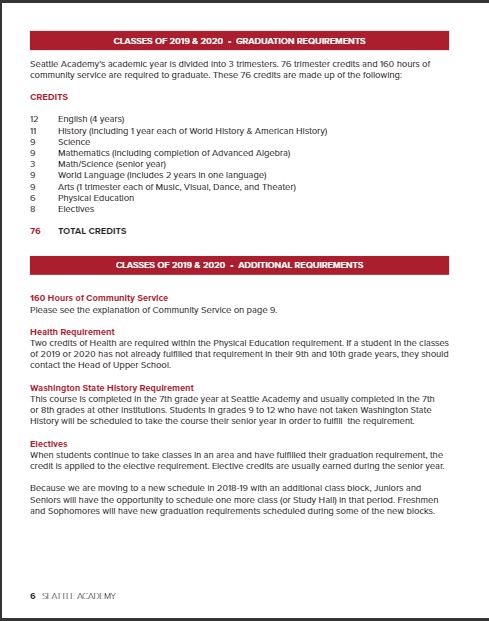 CLASSES OF 2019 & 2020 - GRADUATION REQUIREMENTS
Seattle Academy's academic year is divided into 3 trimesters. 76 trimester credits and 160 hours of
community service are required to graduate. These 76 credits are made up of the following:
CREDITS
12 English (4 years)
11 History (including 1 year each of World History & American History)
9 Science
9 Mathematics (including completion of Advanced Algebra)
3 Math/Science (senior year)
9 World Language (includes 2 years in one language)
9 Arts (1 trimester each of Music, Visual, Dance, and Theater)
6 Physical Education
8 Electives
76 TOTAL CREDITS
CLASSES OF 2019 & 2020 - ADDITIONAL REQUIREMENTS
160 Hours of Community Service
Please see the explanation of Community Service on page 9.
Health Requirement
Two credits of Health are required within the Physical Education requirement. If a student in the classes
of 2019 or 2020 has not already fulfilled that requirement in their 9th and 10th grade years, they should
contact the Head of Upper School.
Washington State History Requirement
This course is completed in the 7th grade year at Seattle Academy and usually completed in the 7th
or 8th grades at other institutions. Students in grades 9 to 12 who have not taken Washington State
History will be scheduled to take the course their senior year in order to fulfill the requirement.
Electives
When students continue to take classes in an area and have fulfilled their graduation requirement, the
credit is applied to the elective requirement. Elective credits are usually earned during the senior year.
Because we are moving to a new schedule in 2018-19 with an additional class block, Juniors and
Seniors will have the opportunity to schedule one more class (or Study Hall) in that period. Freshmen
and Sophomores will have new graduation requirements scheduled during some of the new blocks.
6 SEATTLE ACADEMY